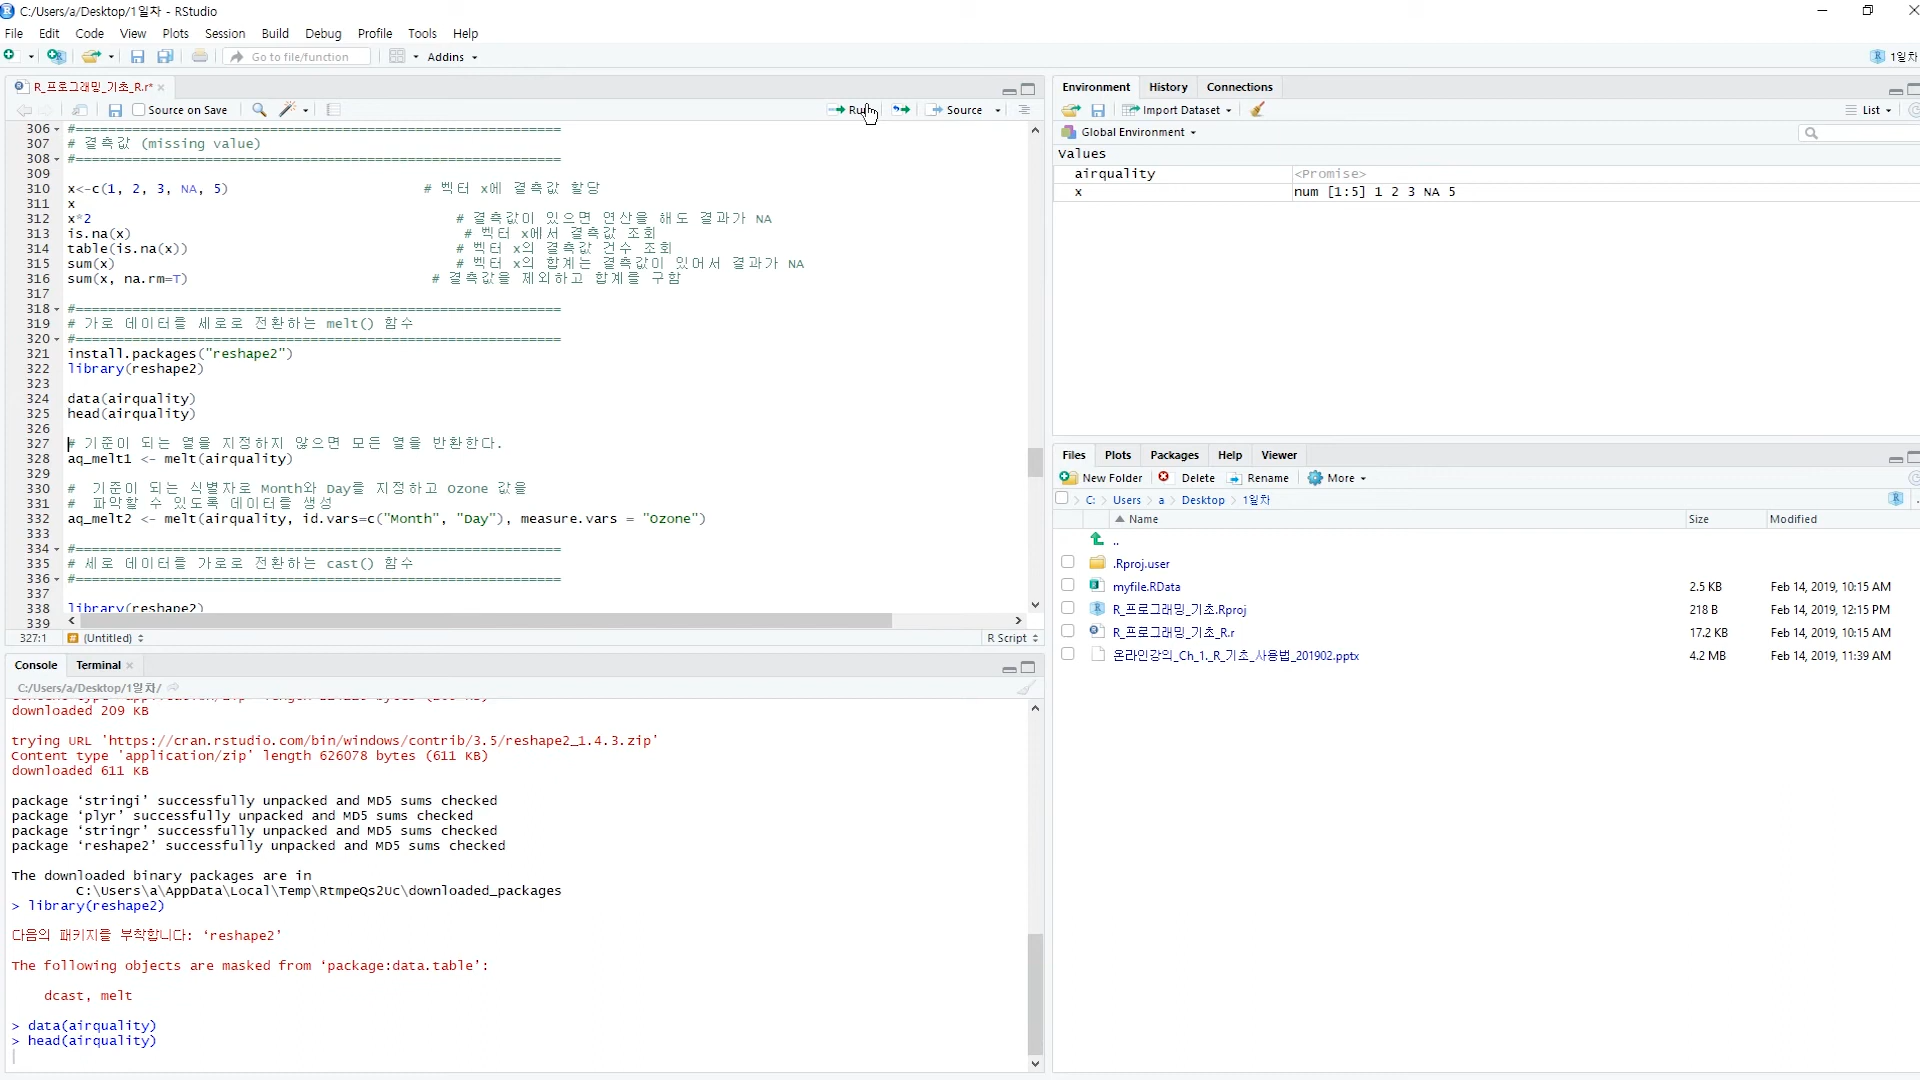 C:/Users/a/Desktop/1일차 - RStudio
File Edit Code View Plots Session Build Debug Profile Tools Help
Go to file/function Addins 1일차
R_프로그래밍_기초_R.r*
Source on Save Run Source
306 #============================================================
307 # 결측값 (missing value)
308 #============================================================
309
310 x<-c(1, 2, 3, NA, 5) # 벡터 x에 결측값 할당
311 x
312 x*2 # 결측값이 있으면 연산을 해도 결과가 NA
313 is.na(x) # 벡터 x에서 결측값 조회
314 table(is.na(x)) # 벡터 x의 결측값 건수 조회
315 sum(x) # 벡터 x의 합계는 결측값이 있어서 결과가 NA
316 sum(x, na.rm=T) # 결측값을 제외하고 합계를 구함
317
318 #============================================================
319 # 가로 데이터를 세로로 전환하는 melt() 함수
320 #============================================================
321 install.packages("reshape2")
322 library(reshape2)
323
324 data(airquality)
325 head(airquality)
326
327 # 기준이 되는 열을 지정하지 않으면 모든 열을 반환한다.
328 aq_melt1 <- melt(airquality)
329
330 # 기준이 되는 식별자로 Month와 Day를 지정하고 Ozone 값을
331 # 파악할 수 있도록 데이터를 생성
332 aq_melt2 <- melt(airquality, id.vars=c("Month", "Day"), measure.vars = "Ozone")
333
334 #============================================================
335 # 세로 데이터를 가로로 전환하는 cast() 함수
336 #============================================================
337
338 library(reshape2)
339
327:1 (Untitled) R Script
Console Terminal
C:/Users/a/Desktop/1일차/
downloaded 209 KB
trying URL 'https://cran.rstudio.com/bin/windows/contrib/3.5/reshape2_1.4.3.zip'
Content type 'application/zip' length 626078 bytes (611 KB)
downloaded 611 KB
package ‘stringi’ successfully unpacked and MD5 sums checked
package ‘plyr’ successfully unpacked and MD5 sums checked
package ‘stringr’ successfully unpacked and MD5 sums checked
package ‘reshape2’ successfully unpacked and MD5 sums checked
The downloaded binary packages are in
C:\Users\a\AppData\Local\Temp\RtmpeQs2Uc\downloaded_packages
> library(reshape2)
다음의 패키지를 부착합니다: ‘reshape2’
The following objects are masked from ‘package:data.table’:
dcast, melt
> data(airquality)
> head(airquality)
Environment History Connections
Import Dataset List
Global Environment
Values
airquality <Promise>
x num [1:5] 1 2 3 NA 5
Files Plots Packages Help Viewer
New Folder Delete Rename More
C: Users a Desktop 1일차
Name Size Modified
..
.Rproj.user
myfile.RData 2.5 KB Feb 14, 2019, 10:15 AM
R_프로그래밍_기초.Rproj 218 B Feb 14, 2019, 12:15 PM
R_프로그래밍_기초_R.r 17.2 KB Feb 14, 2019, 10:15 AM
온라인강의_Ch_1._R_기초_사용법_201902.pptx 4.2 MB Feb 14, 2019, 11:39 AM